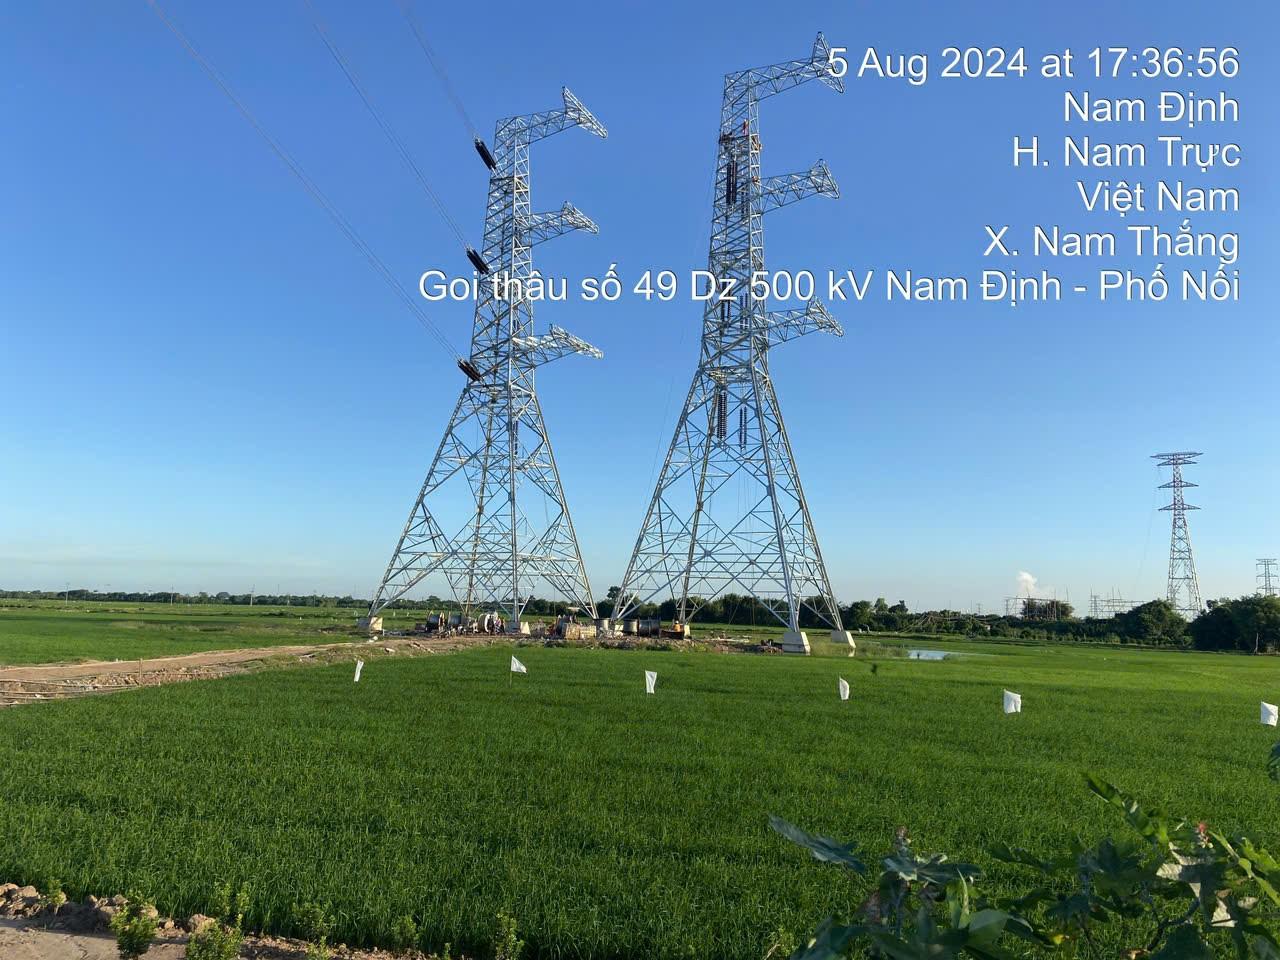 5 Aug 2024 at 17:36:56
Nam Định
H. Nam Trực
Việt Nam
X. Nam Thắng
Goi thâu số 49 Dz 500 kV Nam Định - Phố Nối